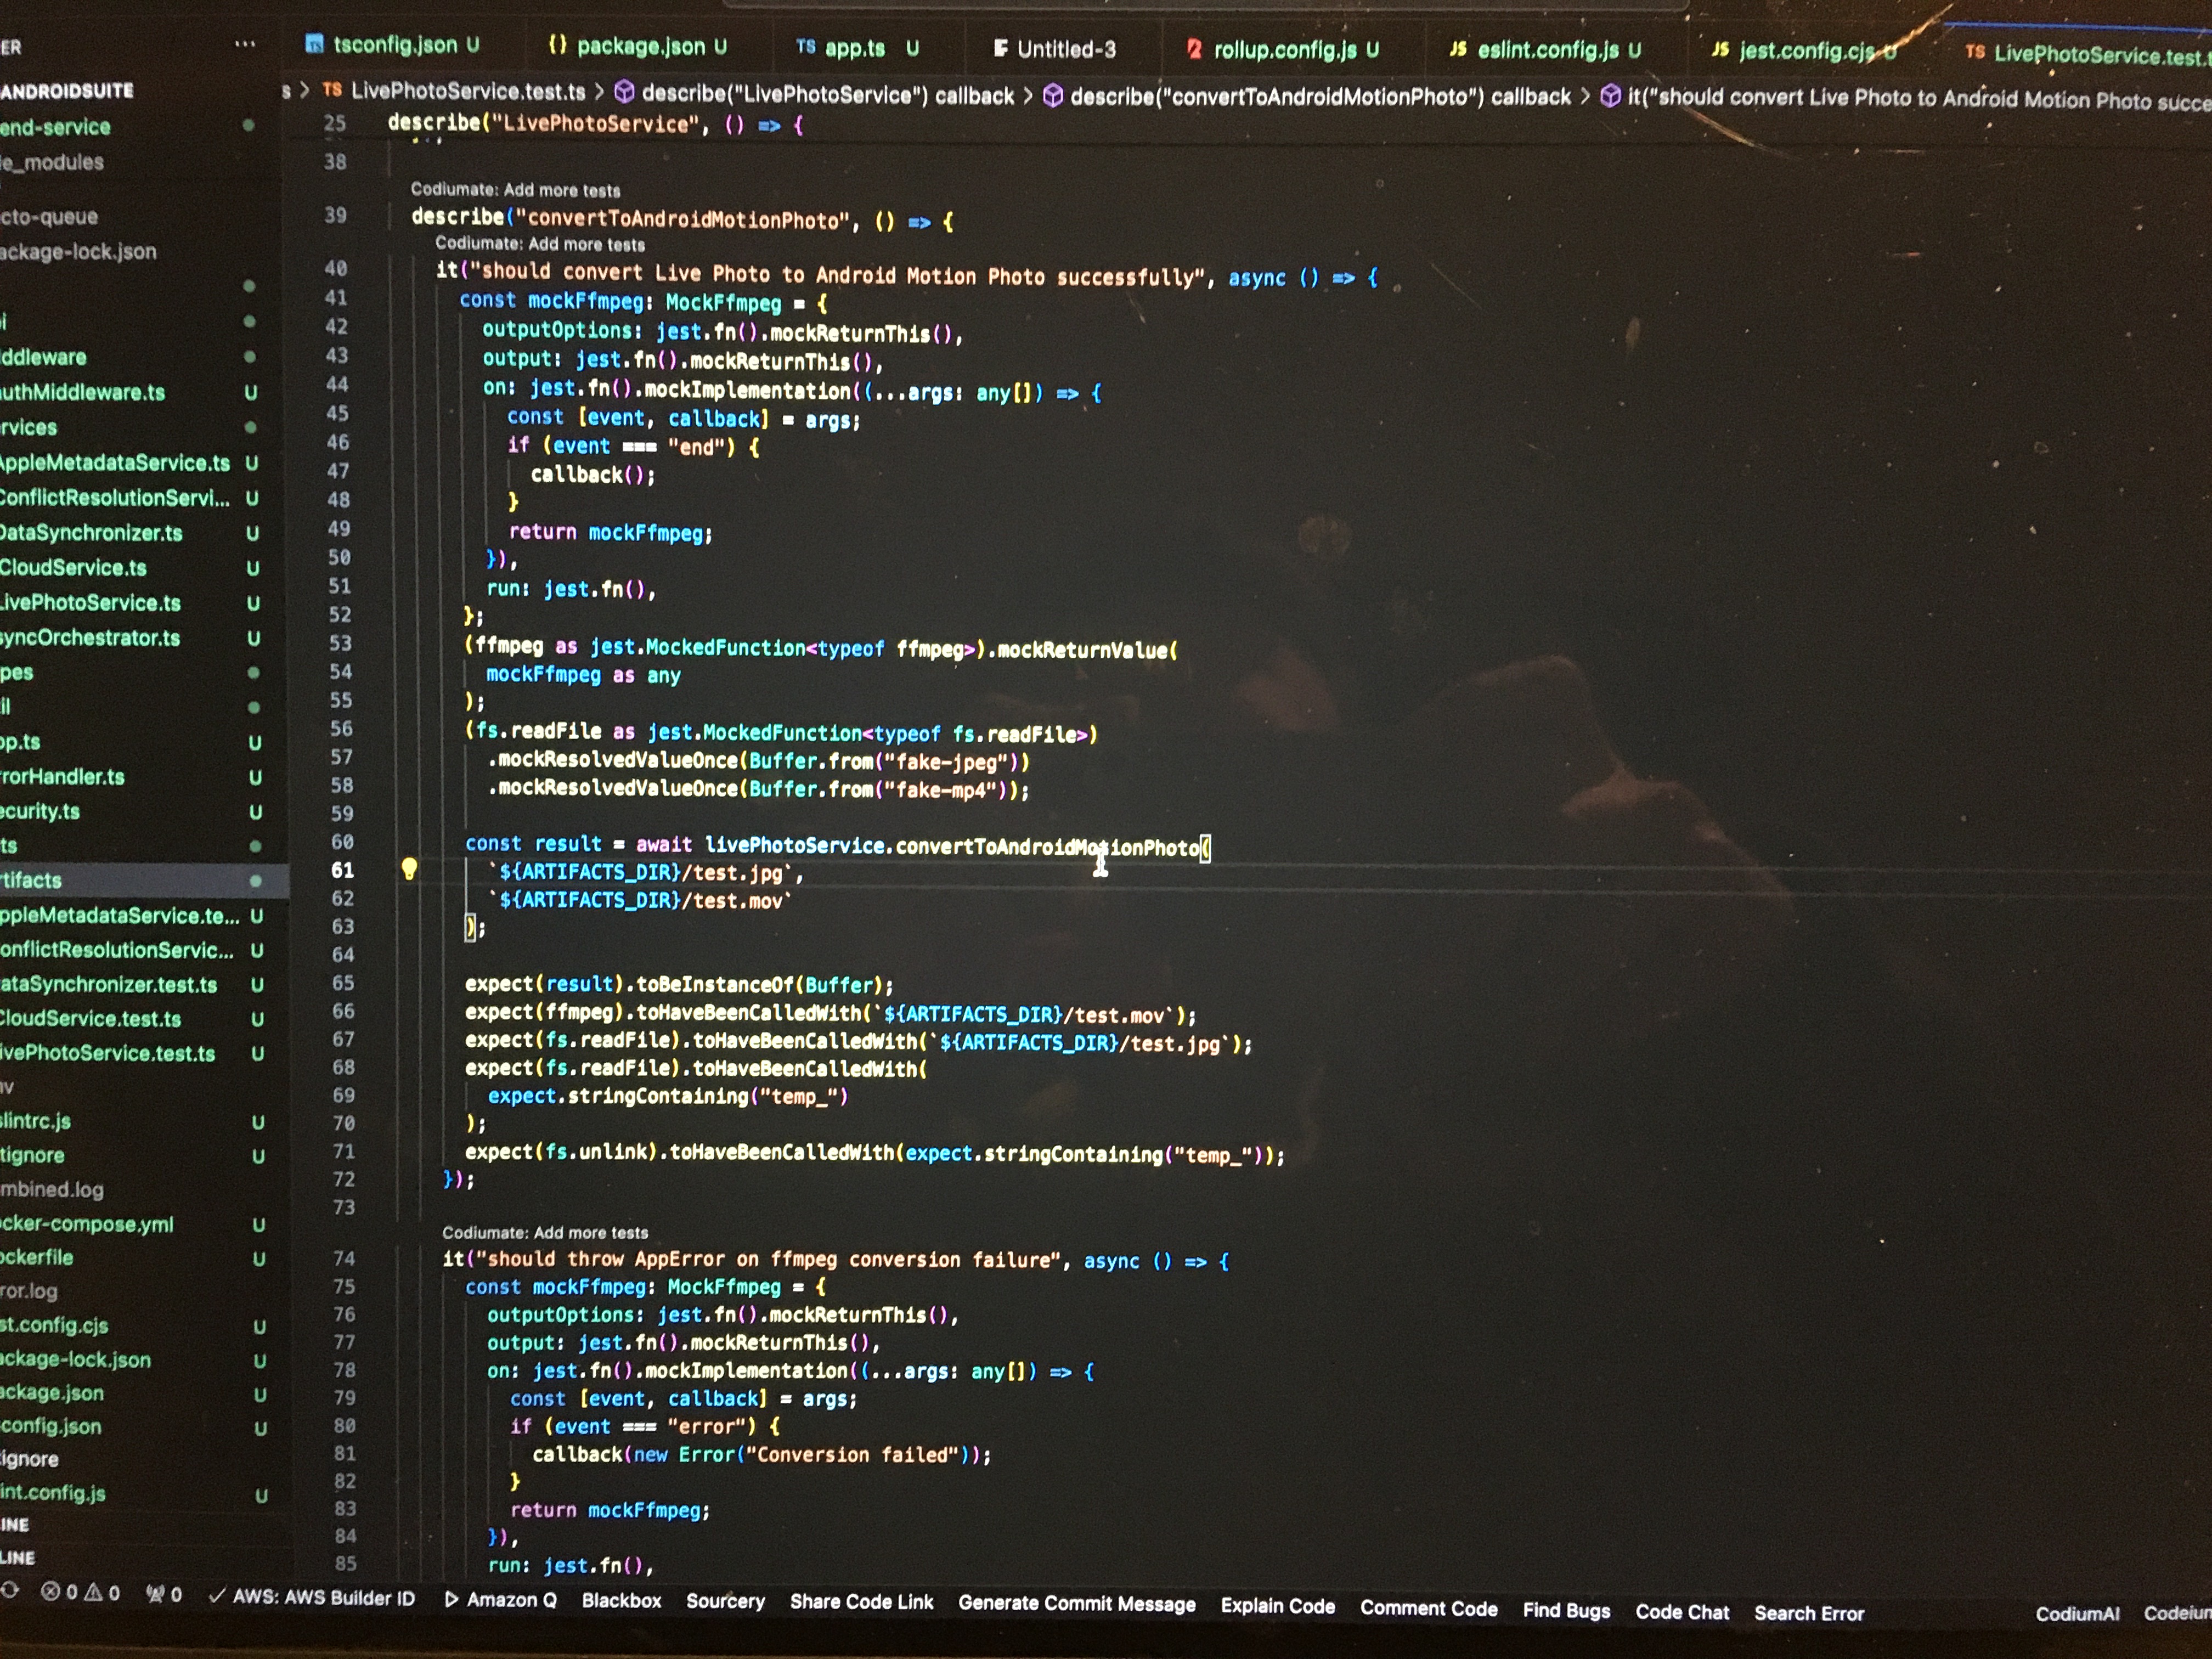 ER ...
tsconfig.json U
{} package.json U
TS app.ts U
Untitled-3
rollup.config.js U
JS eslint.config.js U
JS jest.config.cjs U
TS LivePhotoService.test.t
s > TS LivePhotoService.test.ts > describe("LivePhotoService") callback > describe("convertToAndroidMotionPhoto") callback > it("should convert Live Photo to Android Motion Photo succe
ANDROIDSUITE
end-service
e_modules
cto-queue
ackage-lock.json
i
ddleware
uthMiddleware.ts U
rvices
AppleMetadataService.ts U
ConflictResolutionServi... U
DataSynchronizer.ts U
CloudService.ts U
LivePhotoService.ts U
syncOrchestrator.ts U
pes
il
pp.ts U
rrorHandler.ts U
ecurity.ts U
ts
rtifacts
ppleMetadataService.te... U
onflictResolutionServic... U
ataSynchronizer.test.ts U
CloudService.test.ts U
ivePhotoService.test.ts U
nv
slintrc.js U
tignore U
mbined.log
cker-compose.yml U
ockerfile U
ror.log
st.config.cjs U
ackage-lock.json U
ackage.json U
config.json U
ignore
int.config.js U
INE
LINE
25 describe("LivePhotoService", () => {
38
Codiumate: Add more tests
39 describe("convertToAndroidMotionPhoto", () => {
Codiumate: Add more tests
40 it("should convert Live Photo to Android Motion Photo successfully", async () => {
41 const mockFfmpeg: MockFfmpeg = {
42 outputOptions: jest.fn().mockReturnThis(),
43 output: jest.fn().mockReturnThis(),
44 on: jest.fn().mockImplementation((...args: any[]) => {
45 const [event, callback] = args;
46 if (event === "end") {
47 callback();
48 }
49 return mockFfmpeg;
50 }),
51 run: jest.fn(),
52 };
53 (ffmpeg as jest.MockedFunction<typeof ffmpeg>).mockReturnValue(
54 mockFfmpeg as any
55 );
56 (fs.readFile as jest.MockedFunction<typeof fs.readFile>)
57 .mockResolvedValueOnce(Buffer.from("fake-jpeg"))
58 .mockResolvedValueOnce(Buffer.from("fake-mp4"));
59
60 const result = await livePhotoService.convertToAndroidMotionPhoto(
61 `${ARTIFACTS_DIR}/test.jpg`,
62 `${ARTIFACTS_DIR}/test.mov`
63 );
64
65 expect(result).toBeInstanceOf(Buffer);
66 expect(ffmpeg).toHaveBeenCalledWith(`${ARTIFACTS_DIR}/test.mov`);
67 expect(fs.readFile).toHaveBeenCalledWith(`${ARTIFACTS_DIR}/test.jpg`);
68 expect(fs.readFile).toHaveBeenCalledWith(
69 expect.stringContaining("temp_")
70 );
71 expect(fs.unlink).toHaveBeenCalledWith(expect.stringContaining("temp_"));
72 });
73
Codiumate: Add more tests
74 it("should throw AppError on ffmpeg conversion failure", async () => {
75 const mockFfmpeg: MockFfmpeg = {
76 outputOptions: jest.fn().mockReturnThis(),
77 output: jest.fn().mockReturnThis(),
78 on: jest.fn().mockImplementation((...args: any[]) => {
79 const [event, callback] = args;
80 if (event === "error") {
81 callback(new Error("Conversion failed"));
82 }
83 return mockFfmpeg;
84 }),
85 run: jest.fn(),
0 0 0 AWS: AWS Builder ID Amazon Q Blackbox Sourcery Share Code Link Generate Commit Message Explain Code Comment Code Find Bugs Code Chat Search Error CodiumAI Codeium